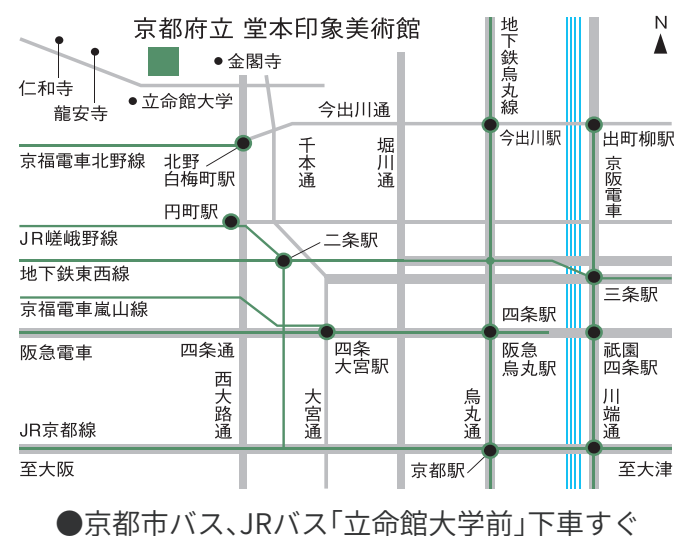 京都府立 堂本印象美術館
N
地下鉄烏丸線
●金閣寺
仁和寺
龍安寺
●立命館大学
今出川通
今出川駅
出町柳駅
京福電車北野線
北野
白梅町駅
千本通
堀川通
京阪電車
円町駅
JR嵯峨野線
二条駅
地下鉄東西線
三条駅
京福電車嵐山線
四条駅
阪急電車
四条通
四条
大宮駅
阪急
烏丸駅
祇園
四条駅
西大路通
大宮通
烏丸通
川端通
JR京都線
至大阪
京都駅
至大津
●京都市バス、JRバス「立命館大学前」下車すぐ